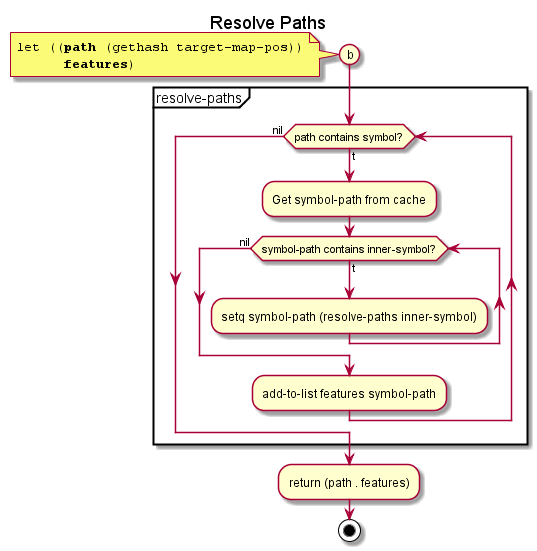 Resolve Paths
let ((path (gethash target-map-pos))
features)
b
resolve-paths
nil
path contains symbol?
t
Get symbol-path from cache
nil
symbol-path contains inner-symbol?
t
setq symbol-path (resolve-paths inner-symbol)
add-to-list features symbol-path
return (path . features)